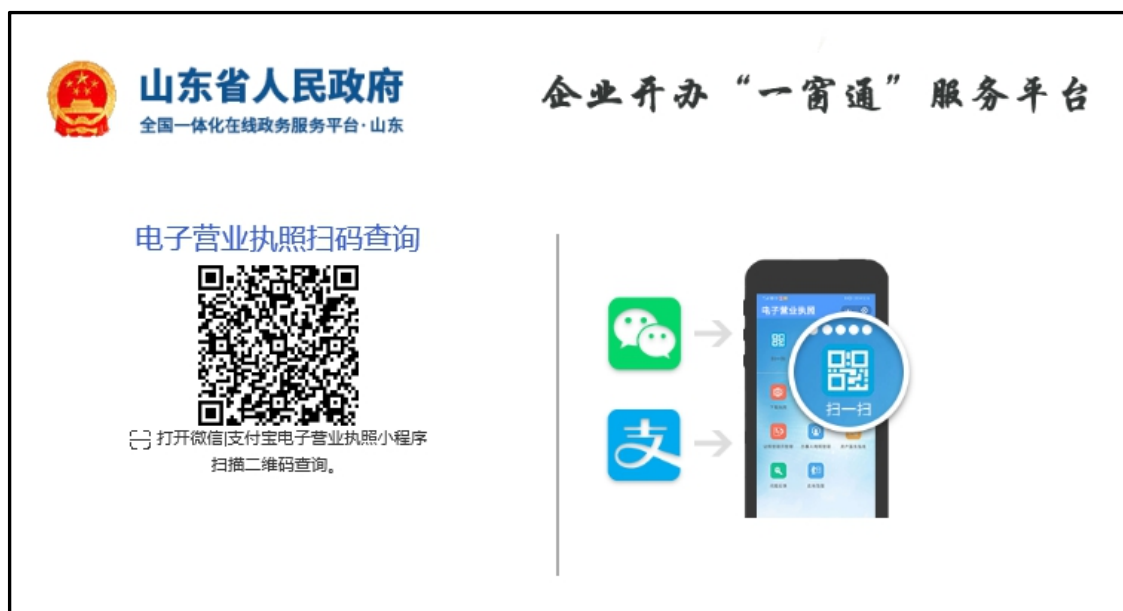 山东省人民政府
全国一体化在线政务服务平台·山东
企业开办“一窗通”服务平台
电子营业执照扫码查询
打开微信|支付宝电子营业执照小程序
扫描二维码查询。
支
电子营业执照
扫一扫